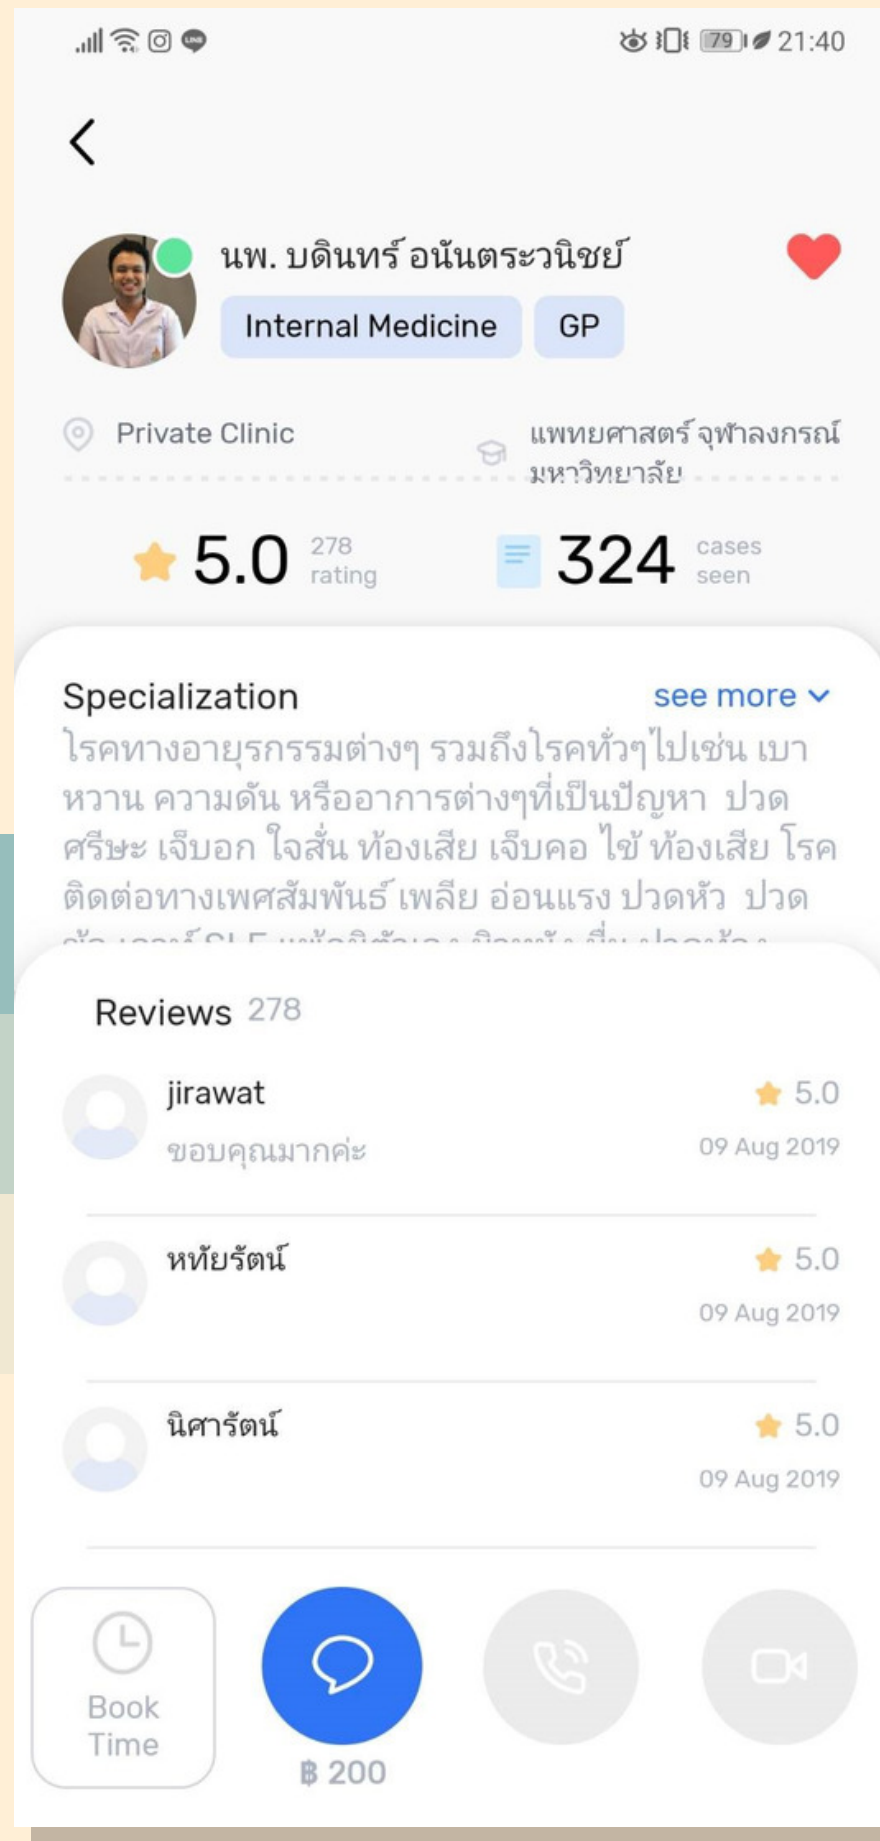 LINE 79 21:40
นพ. บดินทร์ อนันตระวนิชย์
Internal Medicine GP
Private Clinic
แพทยศาสตร์ จุฬาลงกรณ์
มหาวิทยาลัย
5.0 278 rating
324 cases seen
Specialization see more
โรคทางอายุรกรรมต่างๆ รวมถึงโรคทั่วๆไปเช่น เบา
หวาน ความดัน หรืออาการต่างๆที่เป็นปัญหา ปวด
ศรีษะ เจ็บอก ใจสั่น ท้องเสีย เจ็บคอ ไข้ ท้องเสีย โรค
ติดต่อทางเพศสัมพันธ์ เพลีย อ่อนแรง ปวดหัว ปวด
Reviews 278
jirawat 5.0
ขอบคุณมากค่ะ 09 Aug 2019
หทัยรัตน์ 5.0
09 Aug 2019
นิศารัตน์ 5.0
09 Aug 2019
Book
Time
฿ 200